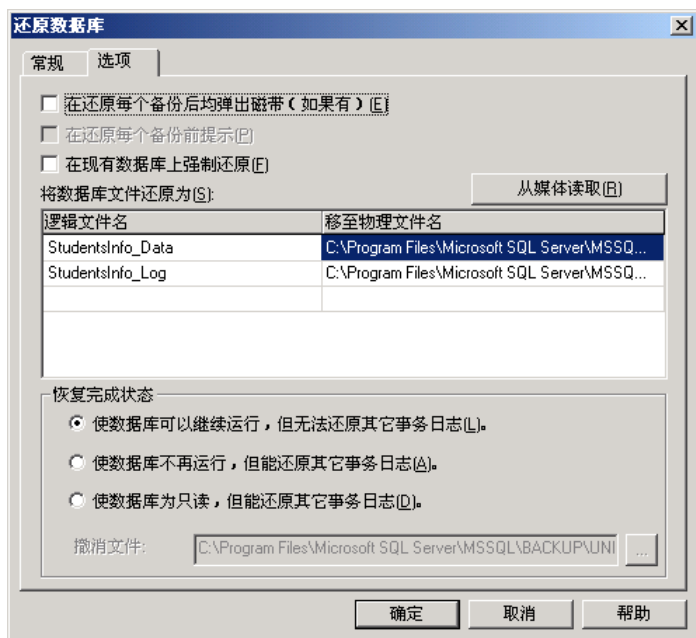 还原数据库
常规 选项
在还原每个备份后均弹出磁带(如果有)(E)
在还原每个备份前提示(P)
在现有数据库上强制还原(F)
将数据库文件还原为(S): 从媒体读取(R)
逻辑文件名 移至物理文件名
StudentsInfo_Data C:\Program Files\Microsoft SQL Server\MSSQ...
StudentsInfo_Log C:\Program Files\Microsoft SQL Server\MSSQ...
恢复完成状态
使数据库可以继续运行,但无法还原其它事务日志(L)。
使数据库不再运行,但能还原其它事务日志(A)。
使数据库为只读,但能还原其它事务日志(D)。
撤消文件: C:\Program Files\Microsoft SQL Server\MSSQL\BACKUP\UNI ...
确定 取消 帮助